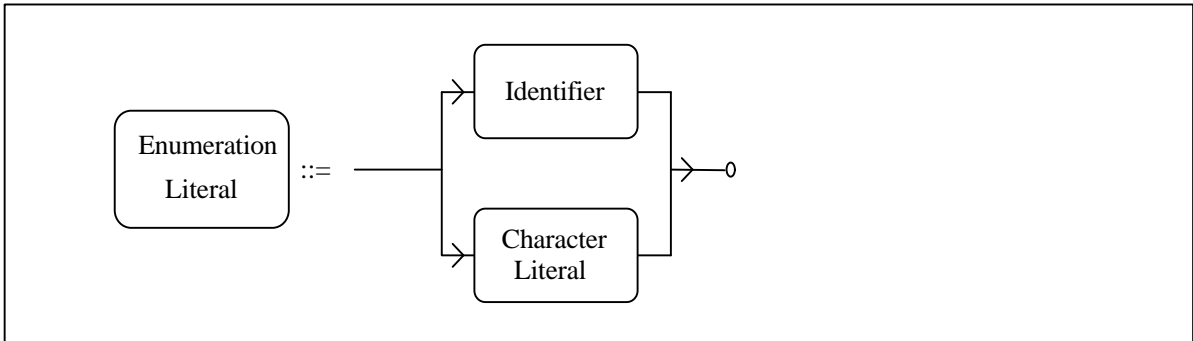 Enumeration
Literal
::=
Identifier
Character
Literal